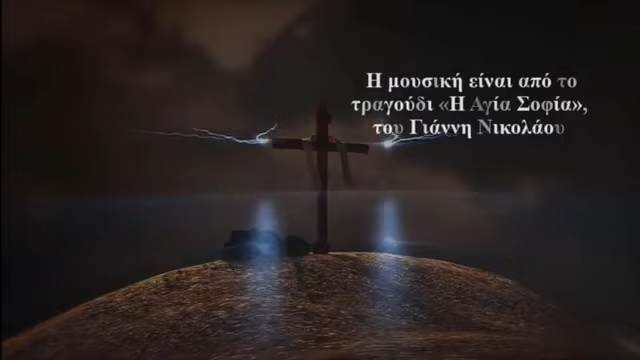 Η μουσική είναι από το
τραγούδι «Η Αγία Σοφία»,
του Γιάννη Νικολάου